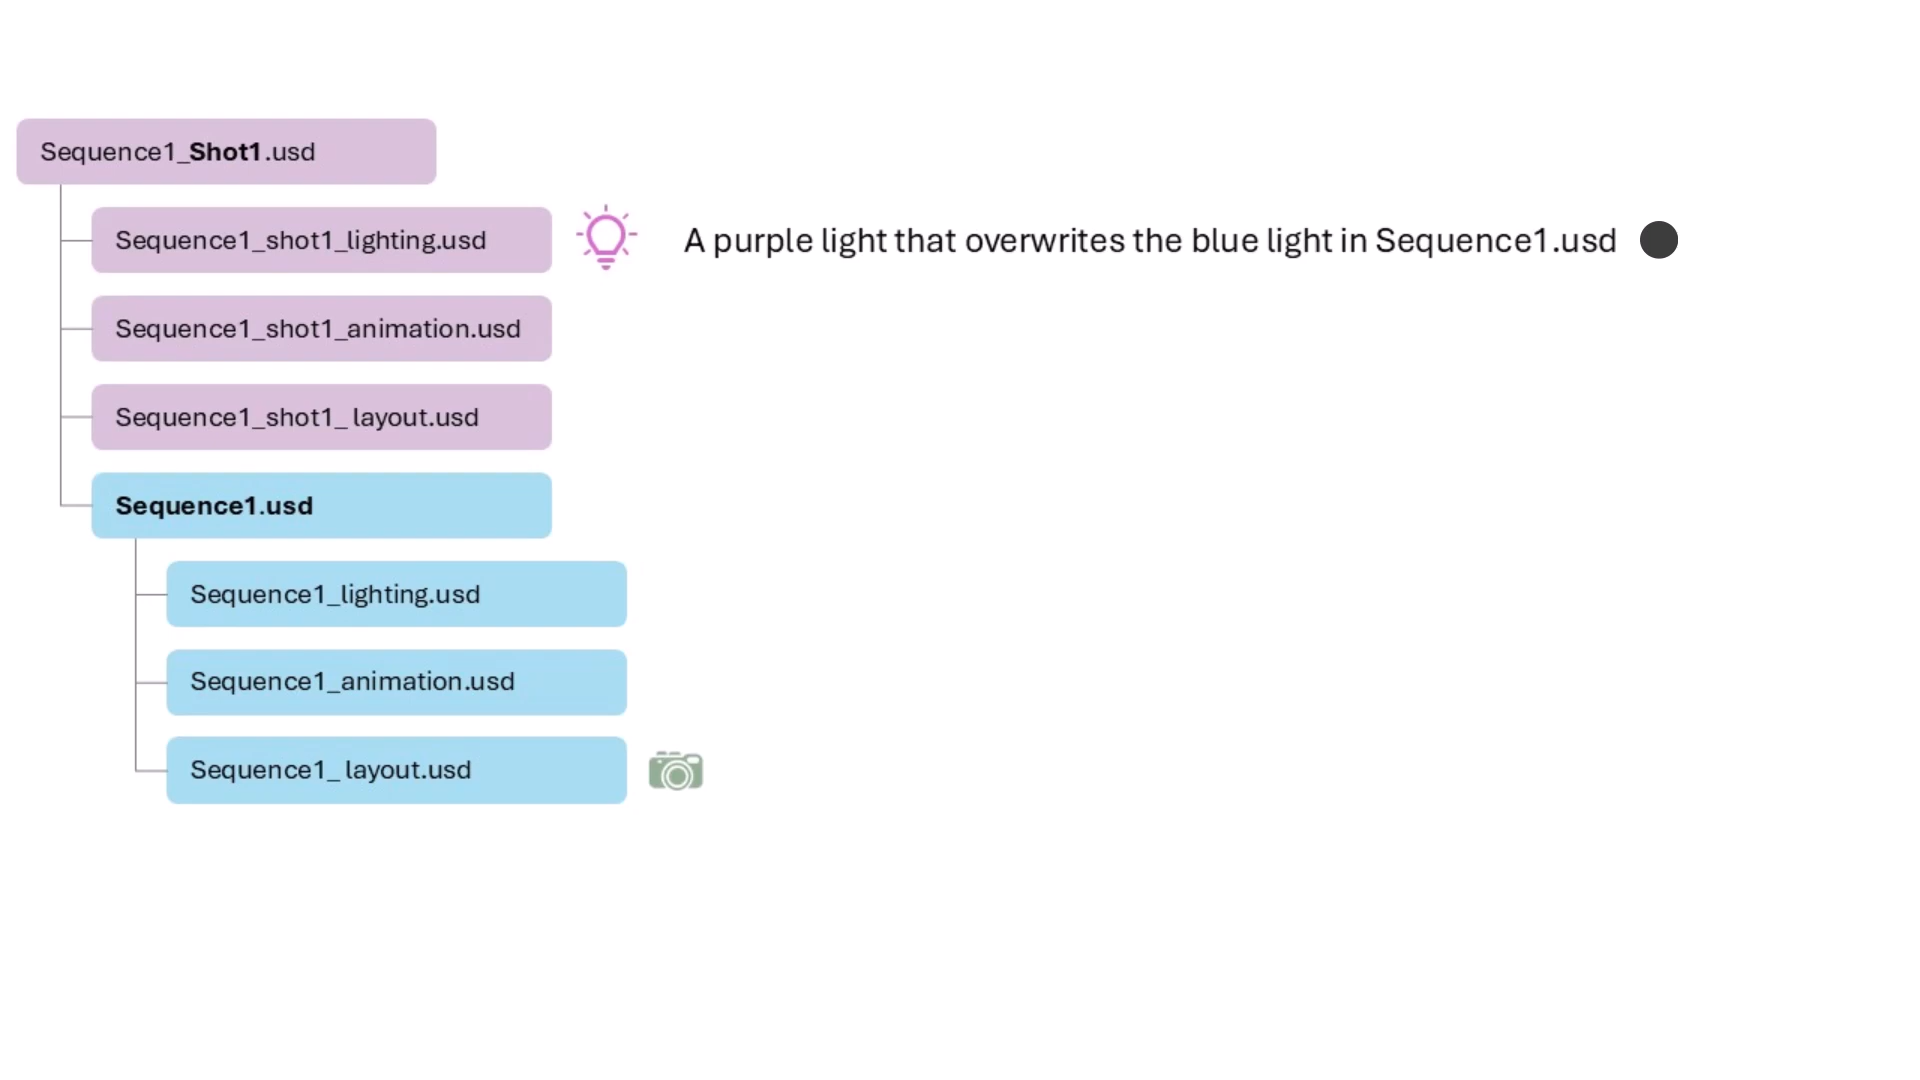 Sequence1_Shot1.usd
Sequence1_shot1_lighting.usd
A purple light that overwrites the blue light in Sequence1.usd
Sequence1_shot1_animation.usd
Sequence1_shot1_ layout.usd
Sequence1.usd
Sequence1_lighting.usd
Sequence1_animation.usd
Sequence1_ layout.usd